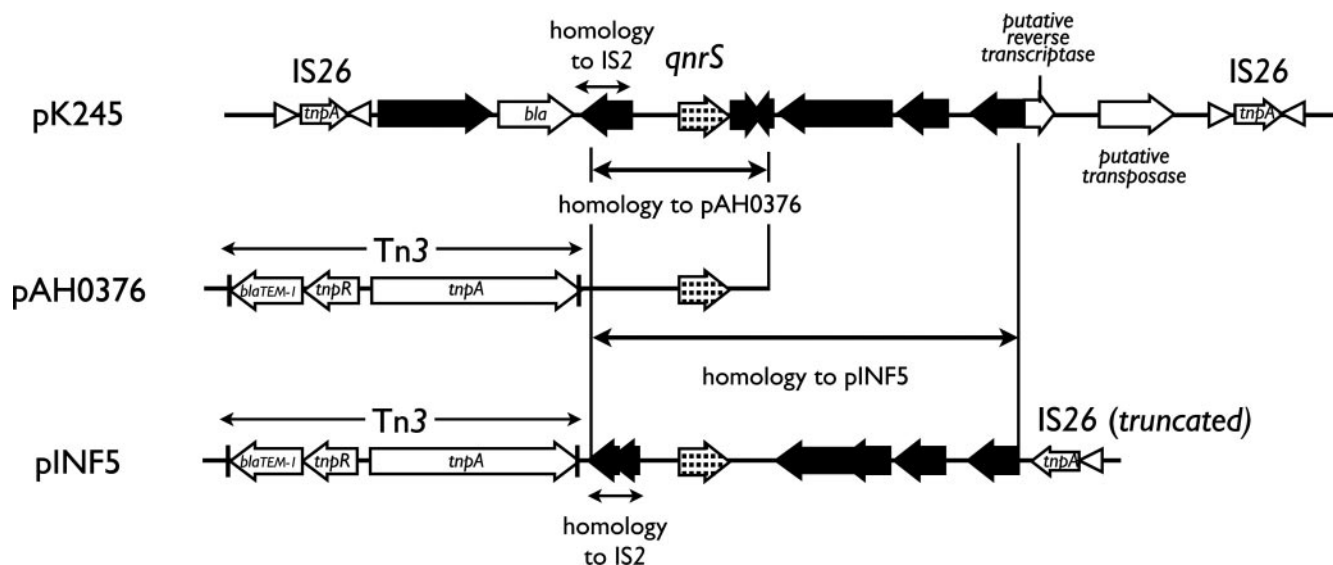 homology
to IS2
qnrS
putative
reverse
transcriptase
IS26
IS26
pK245
tnpA
bla
tnpA
putative
transposase
homology to pAH0376
Tn3
pAH0376
blaTEM-1
tnpR
tnpA
homology to pINF5
Tn3
IS26 (truncated)
pINF5
blaTEM-1
tnpR
tnpA
tnpA
homology
to IS2